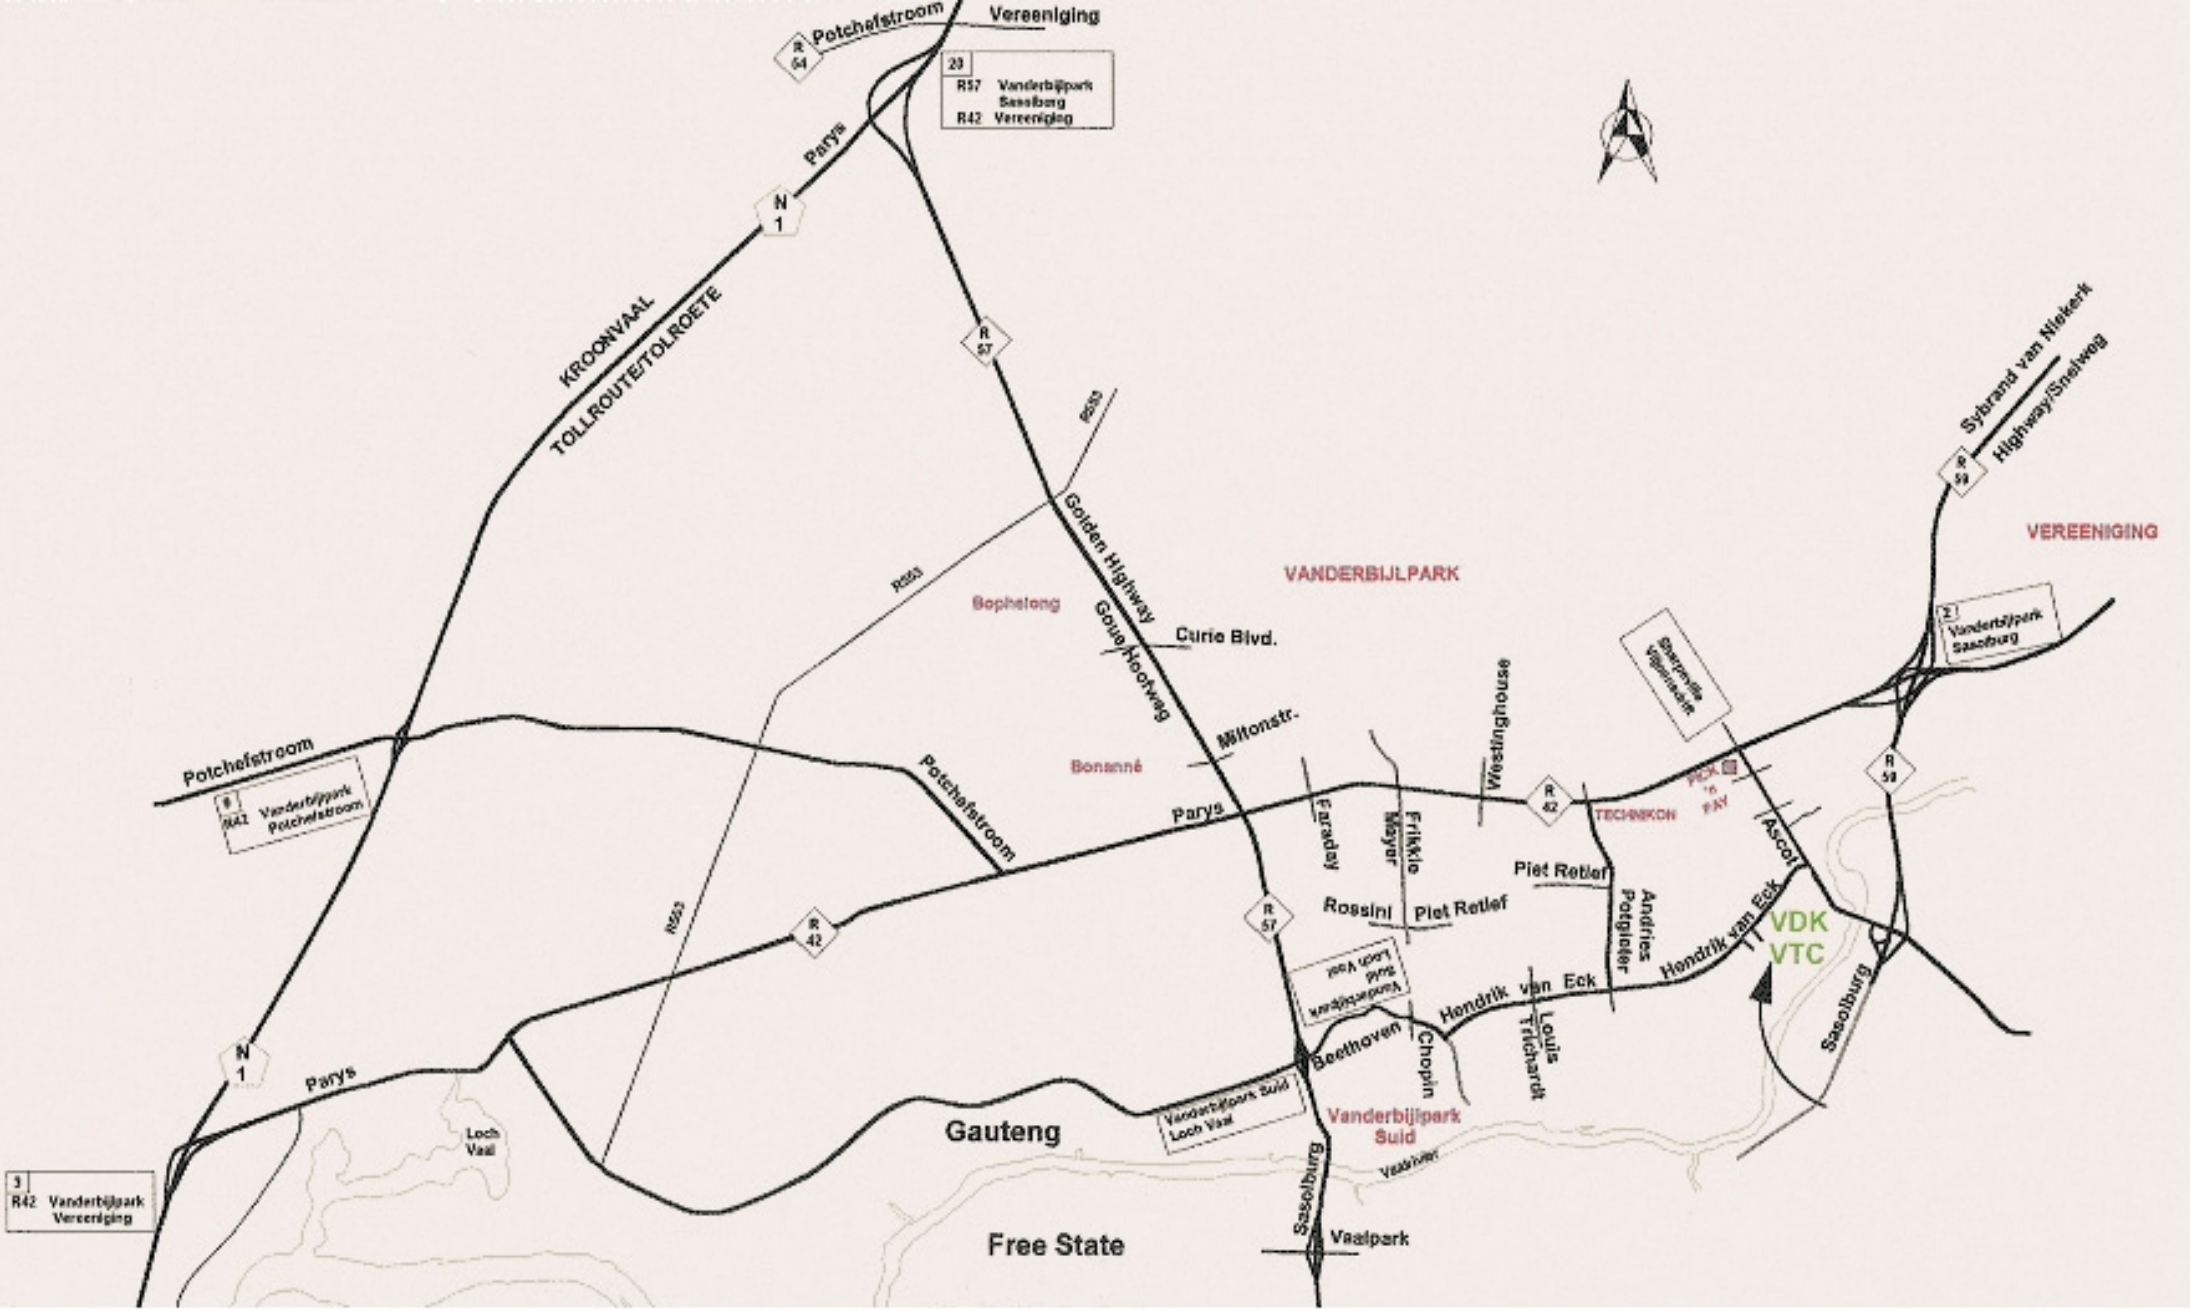 Potchefstroom
Vereeniging
R
54
20
R57 Vanderbijlpark
Sasolburg
R42 Vereeniging
Parys
N
1
KROONVAAL
TOLLROUTE/TOLROETE
R
57
R553
Sybrand van Niekerk
Highway/Snelweg
R
59
VEREENIGING
Golden Highway
Goue Hoofweg
R553
Bophelong
VANDERBIJLPARK
Curie Blvd.
2
Vanderbijlpark
Sasolburg
Sharpeville
Westinghouse
Miltonstr.
Bonanné
Potchefstroom
Vanderbijlpark
Potchefstroom
Potchefstroom
Parys
R
42
R
59
PICK
'n
PAY
TECHNIKON
Faraday
Frikkie
Meyer
Ascot
Piet Retief
Rossini
Piet Retief
Andries
Potgieter
R
57
R
42
R553
Hendrik van Eck
VDK
VTC
Vanderbijlpark
Suid
Loch Vaal
Hendrik van Eck
Beethoven
Chopin
Louis
Trichardt
Sasolburg
N
1
Parys
Loch
Vaal
Vanderbijlpark Suid
Loch Vaal
Vanderbijlpark
Suid
Gauteng
Vaalrivier
3
R42 Vanderbijlpark
Vereeniging
Sasolburg
Free State
Vaalpark